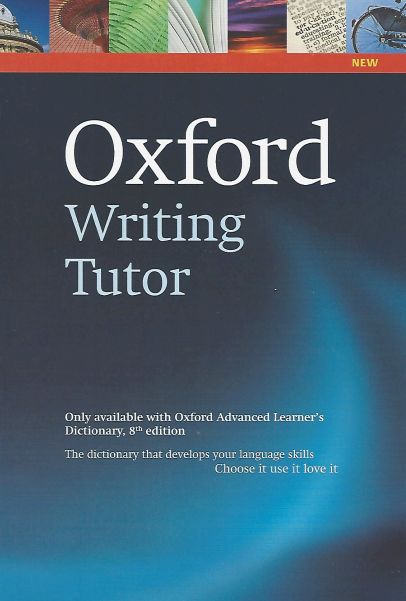 NEW
Oxford
Writing
Tutor
Only available with Oxford Advanced Learner's
Dictionary, 8th edition
The dictionary that develops your language skills
Choose it use it love it